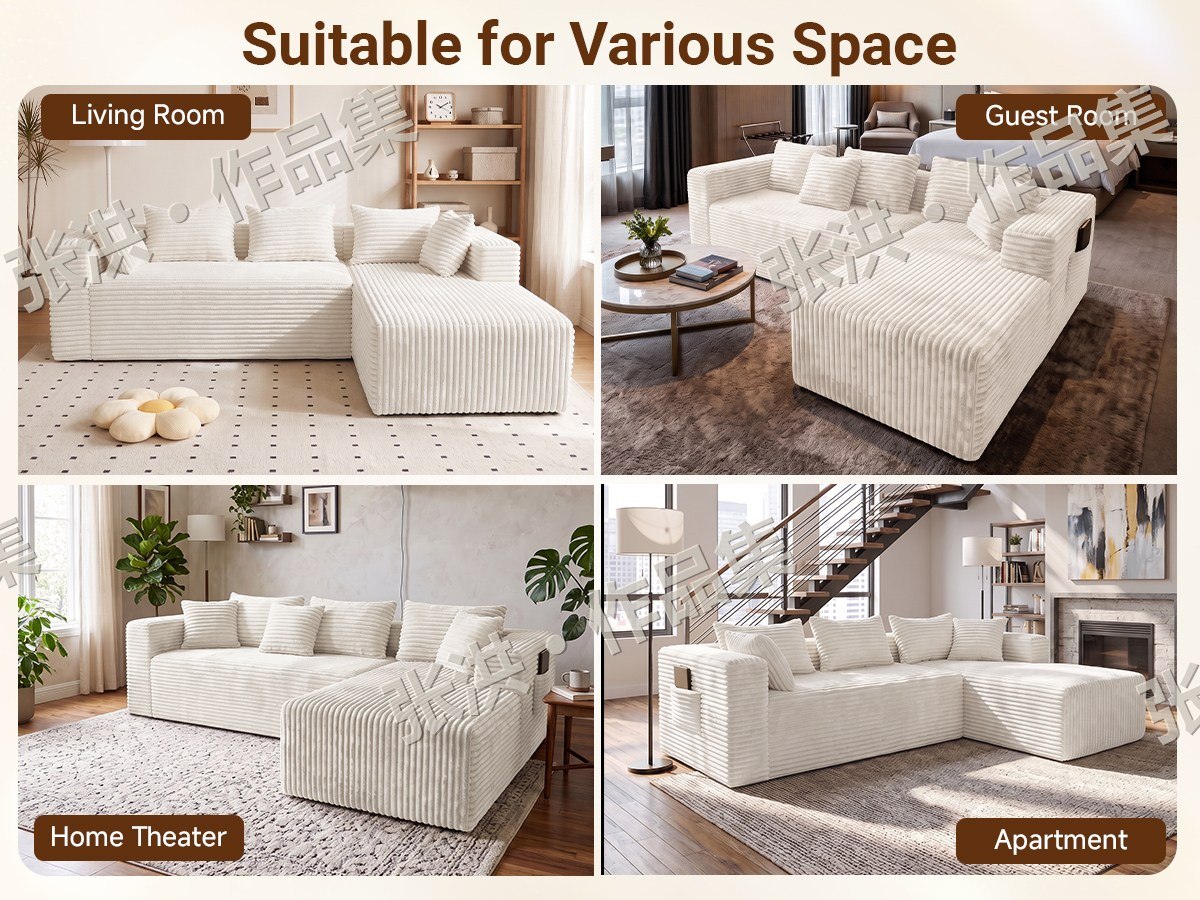 Suitable for Various Space
Living Room
Guest Room
张洪·作品集
张洪·作品集
Home Theater
Apartment
张洪·作品集